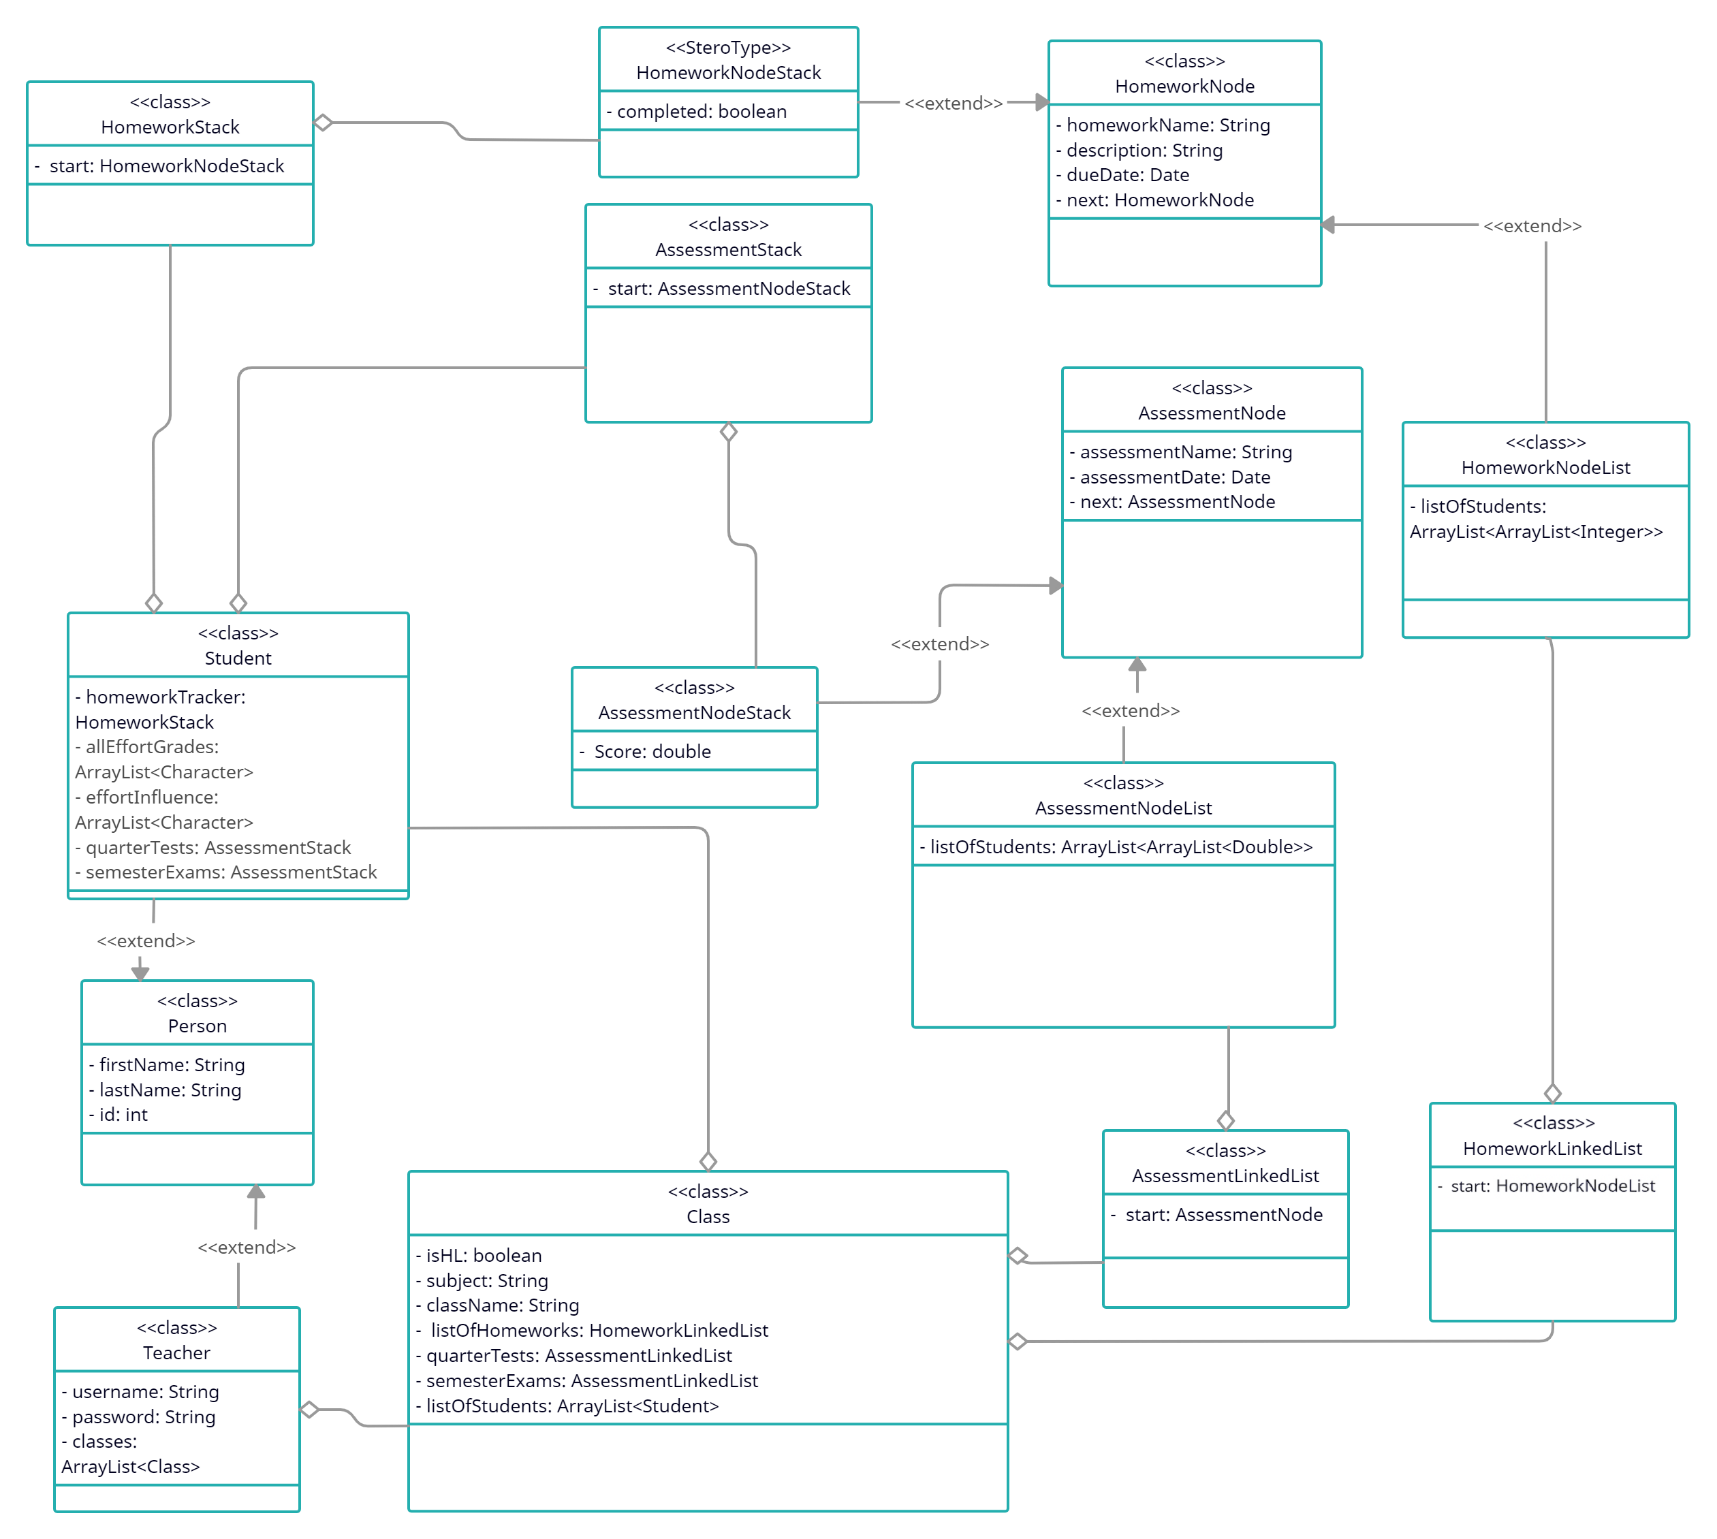 <<SteroType>>
HomeworkNodeStack
- completed: boolean
<<extend>>
<<class>>
HomeworkNode
- homeworkName: String
- description: String
- dueDate: Date
- next: HomeworkNode
<<class>>
HomeworkStack
-  start: HomeworkNodeStack
<<class>>
AssessmentStack
-  start: AssessmentNodeStack
<<extend>>
<<class>>
AssessmentNode
- assessmentName: String
- assessmentDate: Date
- next: AssessmentNode
<<class>>
HomeworkNodeList
- listOfStudents:
ArrayList<ArrayList<Integer>>
<<class>>
Student
- homeworkTracker:
HomeworkStack
- allEffortGrades:
ArrayList<Character>
- effortInfluence:
ArrayList<Character>
- quarterTests: AssessmentStack
- semesterExams: AssessmentStack
<<class>>
AssessmentNodeStack
-  Score: double
<<extend>>
<<extend>>
<<class>>
AssessmentNodeList
- listOfStudents: ArrayList<ArrayList<Double>>
<<extend>>
<<class>>
Person
- firstName: String
- lastName: String
- id: int
<<extend>>
<<class>>
Teacher
- username: String
- password: String
- classes:
ArrayList<Class>
<<class>>
Class
- isHL: boolean
- subject: String
- className: String
-  listOfHomeworks: HomeworkLinkedList
- quarterTests: AssessmentLinkedList
- semesterExams: AssessmentLinkedList
- listOfStudents: ArrayList<Student>
<<class>>
AssessmentLinkedList
-  start: AssessmentNode
<<class>>
HomeworkLinkedList
-  start: HomeworkNodeList